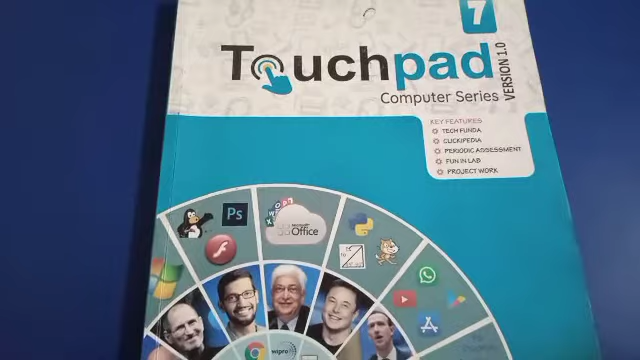 7
Touchpad
VERSION 1.0
Computer Series
KEY FEATURES
TECH FUNDA
CLICKIPEDIA
PERIODIC ASSESSMENT
FUN IN LAB
PROJECT WORK
Ps
Office
wipro